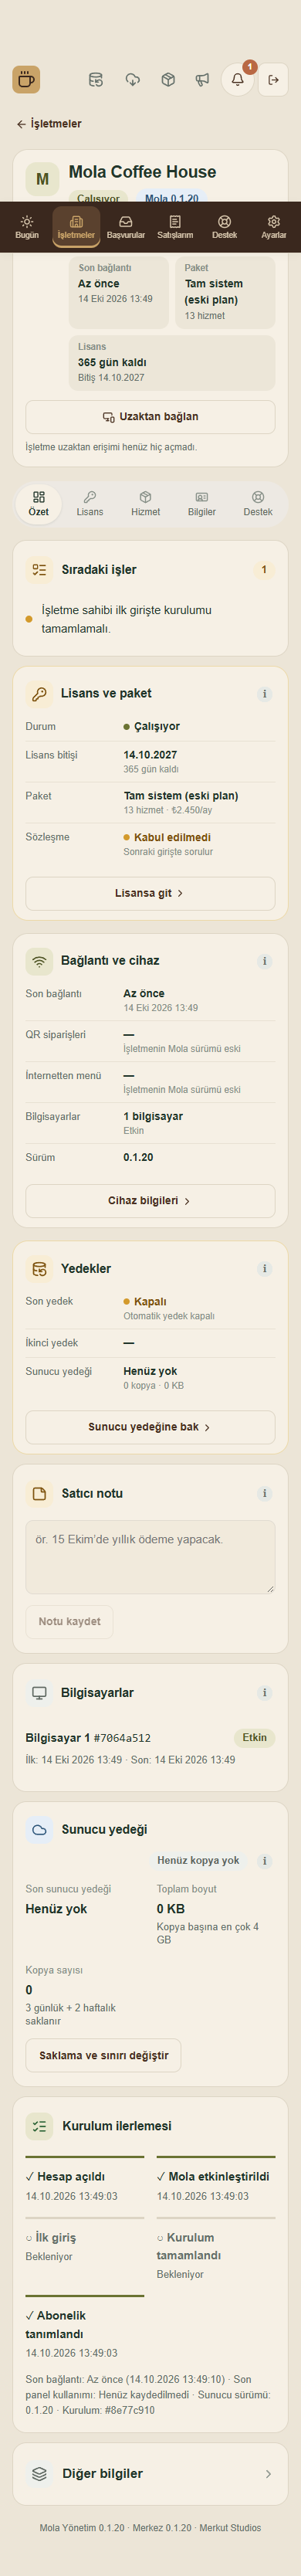 1
← İşletmeler
M
Mola Coffee House
Çalışıyor
Mola 0.1.20
Bugün
İşletmeler
Başvurular
Satışlarım
Destek
Ayarlar
Son bağlantı
Az önce
14 Eki 2026 13:49
Paket
Tam sistem
(eski plan)
13 hizmet
Lisans
365 gün kaldı
Bitiş 14.10.2027
Uzaktan bağlan
İşletme uzaktan erişimi henüz hiç açmadı.
Özet
Lisans
Hizmet
Bilgiler
Destek
Sıradaki işler
1
İşletme sahibi ilk girişte kurulumu
tamamlamalı.
Lisans ve paket
i
Durum
Çalışıyor
Lisans bitişi
14.10.2027
365 gün kaldı
Paket
Tam sistem (eski plan)
13 hizmet · ₺2.450/ay
Sözleşme
Kabul edilmedi
Sonraki girişte sorulur
Lisansa git >
Bağlantı ve cihaz
i
Son bağlantı
Az önce
14 Eki 2026 13:49
QR siparişleri
—
İşletmenin Mola sürümü eski
İnternetten menü
—
İşletmenin Mola sürümü eski
Bilgisayarlar
1 bilgisayar
Etkin
Sürüm
0.1.20
Cihaz bilgileri >
Yedekler
i
Son yedek
Kapalı
Otomatik yedek kapalı
İkinci yedek
—
Sunucu yedeği
Henüz yok
0 kopya · 0 KB
Sunucu yedeğine bak >
Satıcı notu
i
ör. 15 Ekim'de yıllık ödeme yapacak.
Notu kaydet
Bilgisayarlar
i
Bilgisayar 1 #7064a512
Etkin
İlk: 14 Eki 2026 13:49 · Son: 14 Eki 2026 13:49
Sunucu yedeği
Henüz kopya yok
i
Son sunucu yedeği
Henüz yok
Toplam boyut
0 KB
Kopya başına en çok 4
GB
Kopya sayısı
0
3 günlük + 2 haftalık
saklanır
Saklama ve sınırı değiştir
Kurulum ilerlemesi
✓ Hesap açıldı
14.10.2026 13:49:03
✓ Mola etkinleştirildi
14.10.2026 13:49:03
○ İlk giriş
Bekleniyor
○ Kurulum
tamamlandı
Bekleniyor
✓ Abonelik
tanımlandı
14.10.2026 13:49:03
Son bağlantı: Az önce (14.10.2026 13:49:10) · Son
panel kullanımı: Henüz kaydedilmedi · Sunucu sürümü:
0.1.20 · Kurulum: #8e77c910
Diğer bilgiler
Mola Yönetim 0.1.20 · Merkez 0.1.20 · Merkut Studios